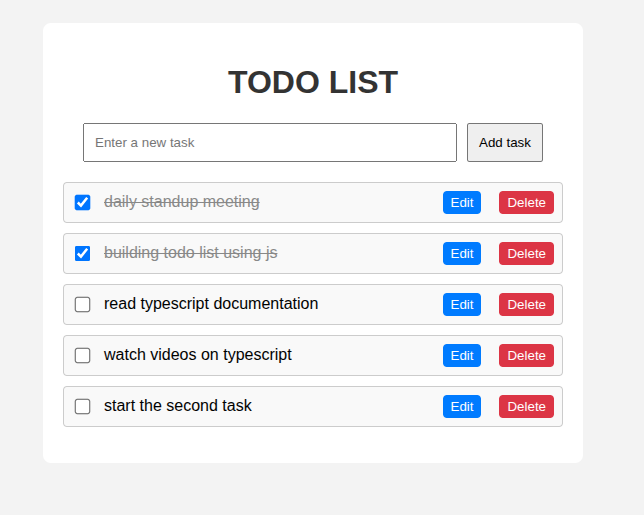 TODO LIST
Enter a new task Add task
daily standup meeting Edit Delete
building todo list using js Edit Delete
read typescript documentation Edit Delete
watch videos on typescript Edit Delete
start the second task Edit Delete